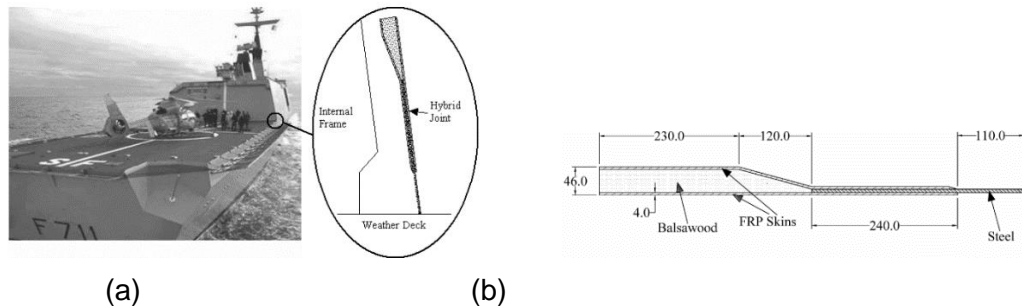 F 711
Internal
Frame
Hybrid
Joint
Weather Deck
230.0
120.0
110.0
46.0
4.0
Balsawood
FRP Skins
240.0
Steel
(a)
(b)